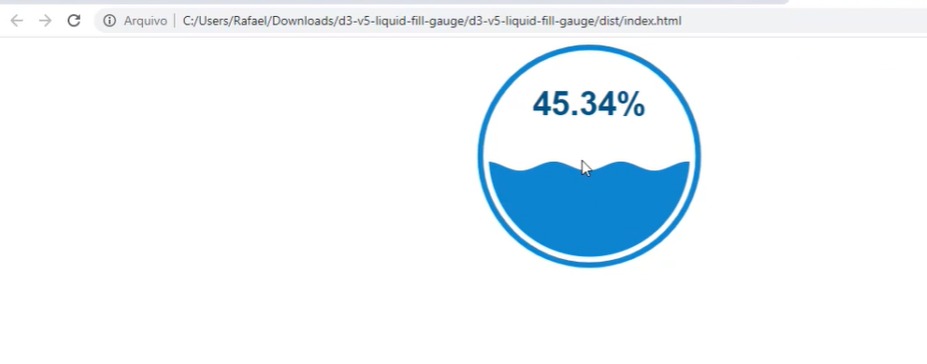 Arquivo | C:/Users/Rafael/Downloads/d3-v5-liquid-fill-gauge/d3-v5-liquid-fill-gauge/dist/index.html
45.34%